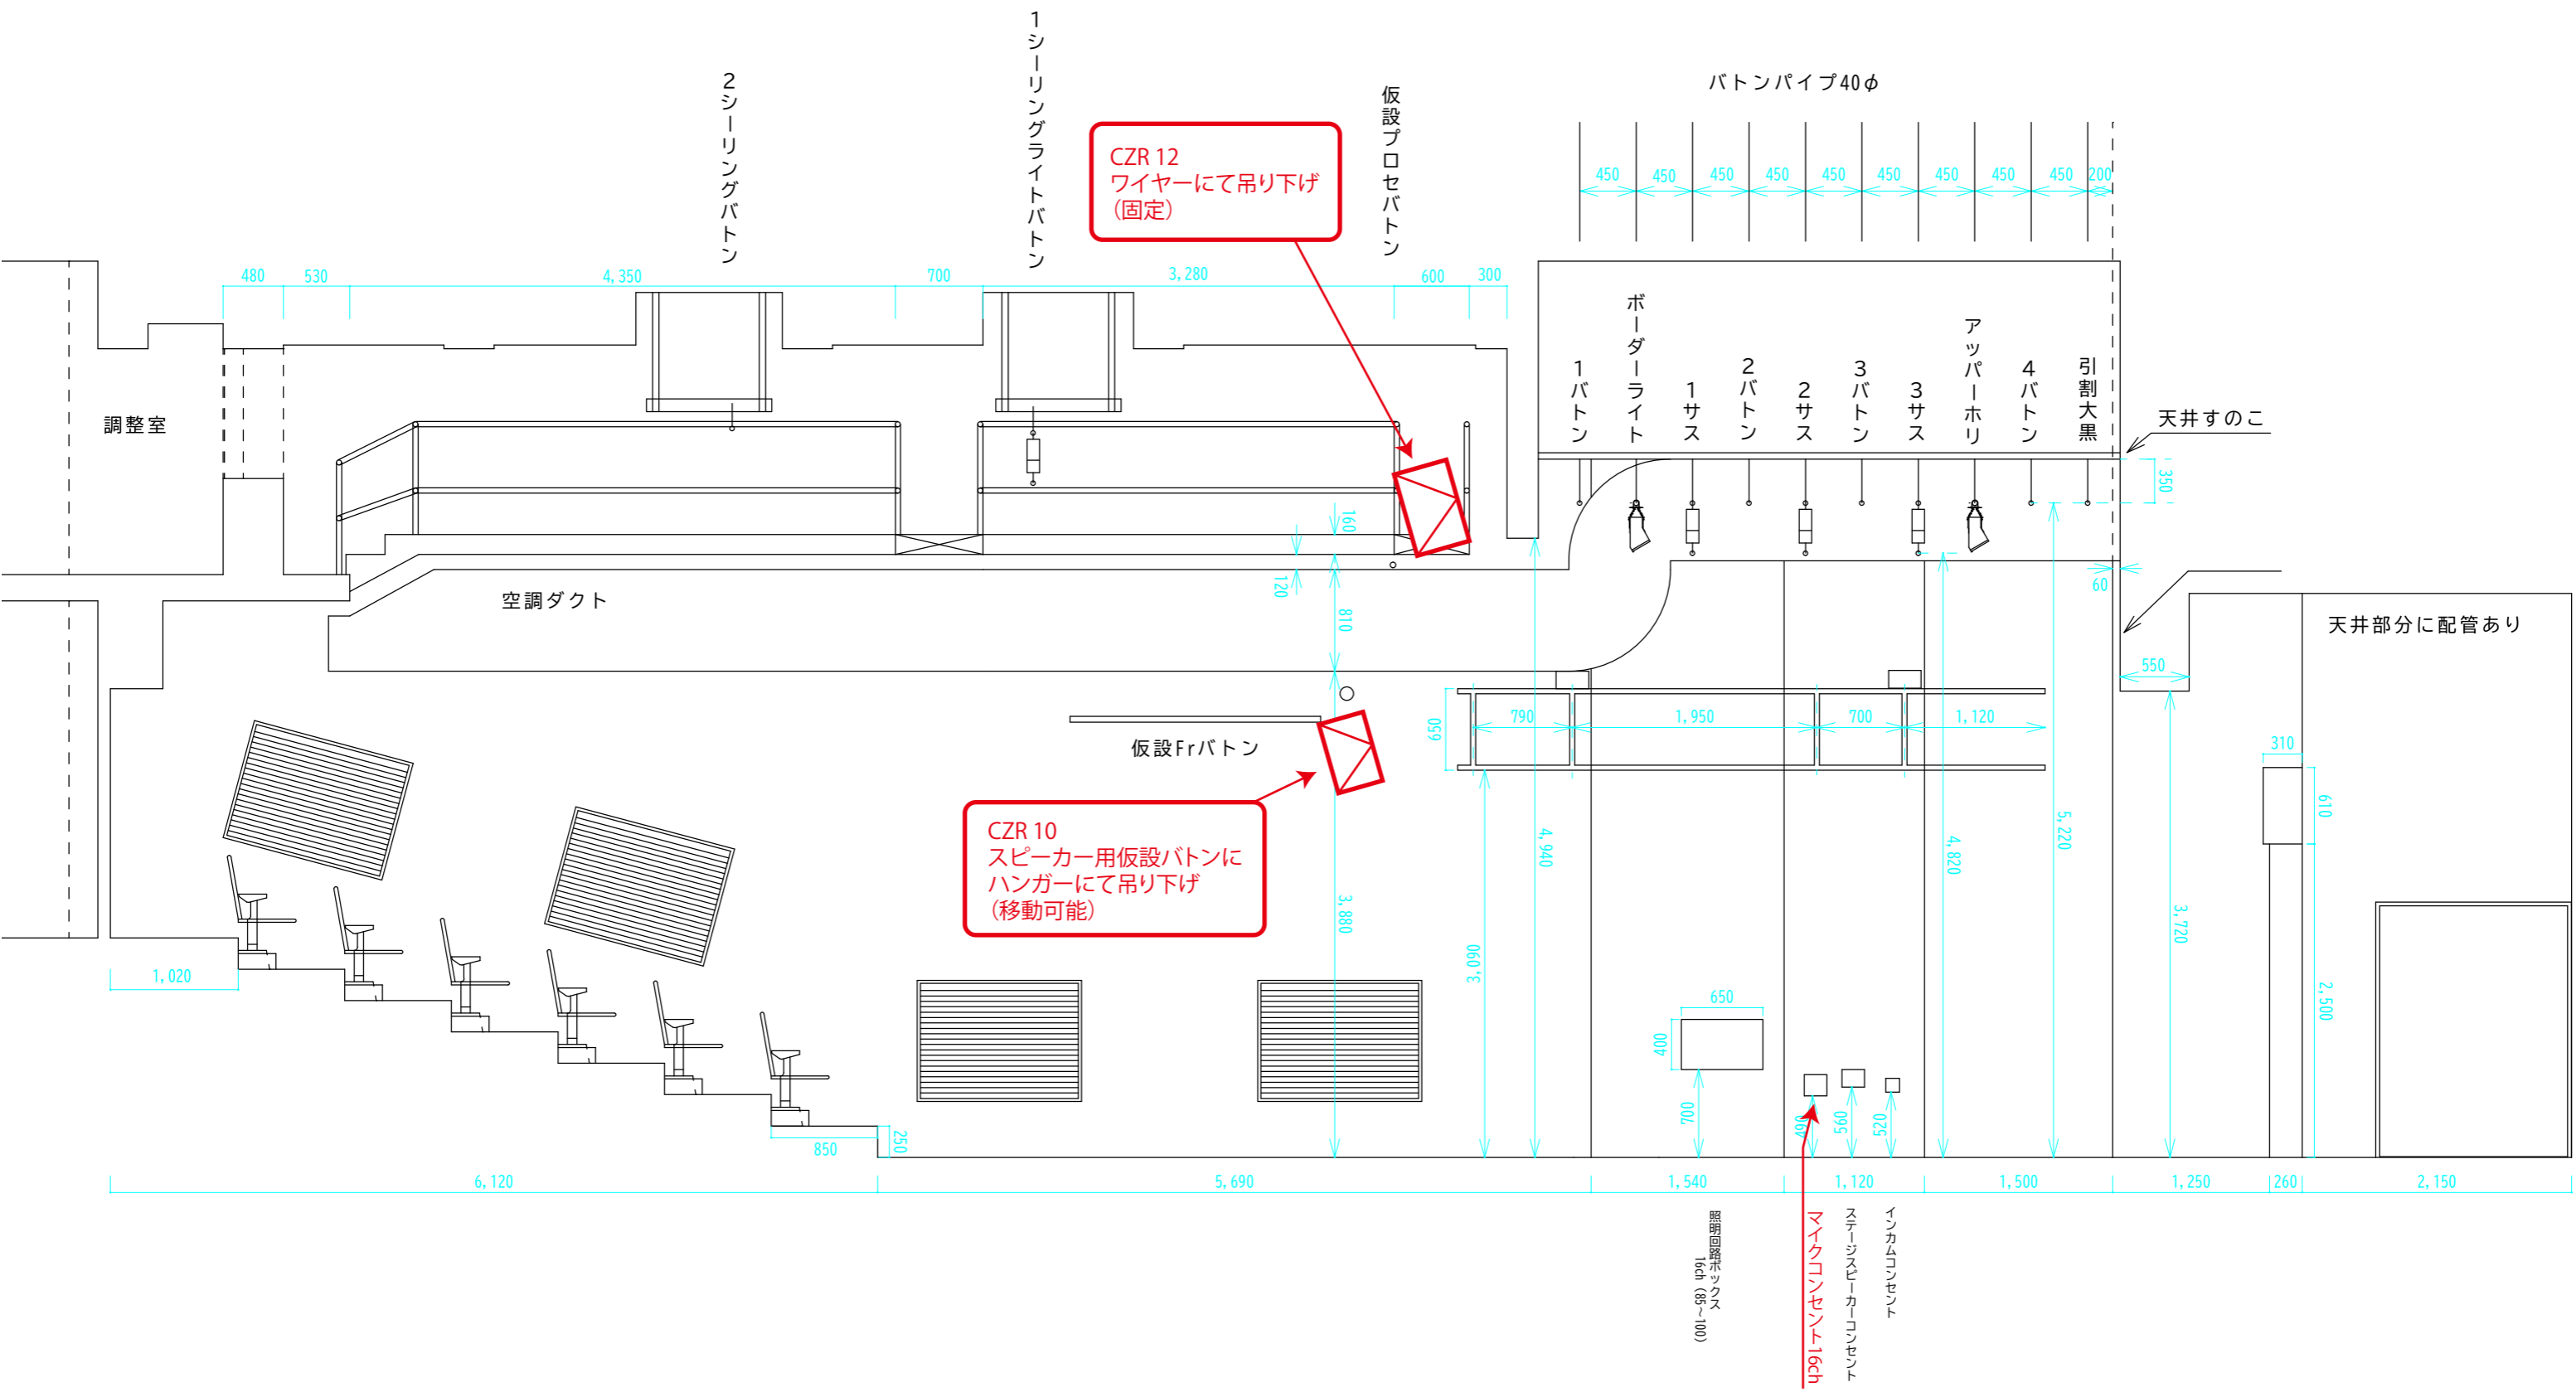 2シーリングバトン
1シーリングライトバトン
仮設プロセバトン
バトンパイプ40φ
CZR 12
ワイヤーにて吊り下げ
（固定）
450
450
450
450
450
450
450
450
450
200
480
530
4,350
700
3,280
600
300
1バトン
ボーダーライト
1サス
2バトン
2サス
3バトン
3サス
アッパーホリ
4バトン
引割大黒
天井すのこ
調整室
350
160
120
60
空調ダクト
810
天井部分に配管あり
550
650
790
1,950
700
1,120
仮設Frバトン
310
610
CZR 10
スピーカー用仮設バトンに
ハンガーにて吊り下げ
（移動可能）
4,940
4,820
5,220
3,880
3,090
3,720
2,500
1,020
650
400
700
490
560
520
850
250
6,120
5,690
1,540
1,120
1,500
1,250
260
2,150
照明回路ボックス
16ch（85~100）
マイクコンセント16ch
ステージスピーカーコンセント
インカムコンセント